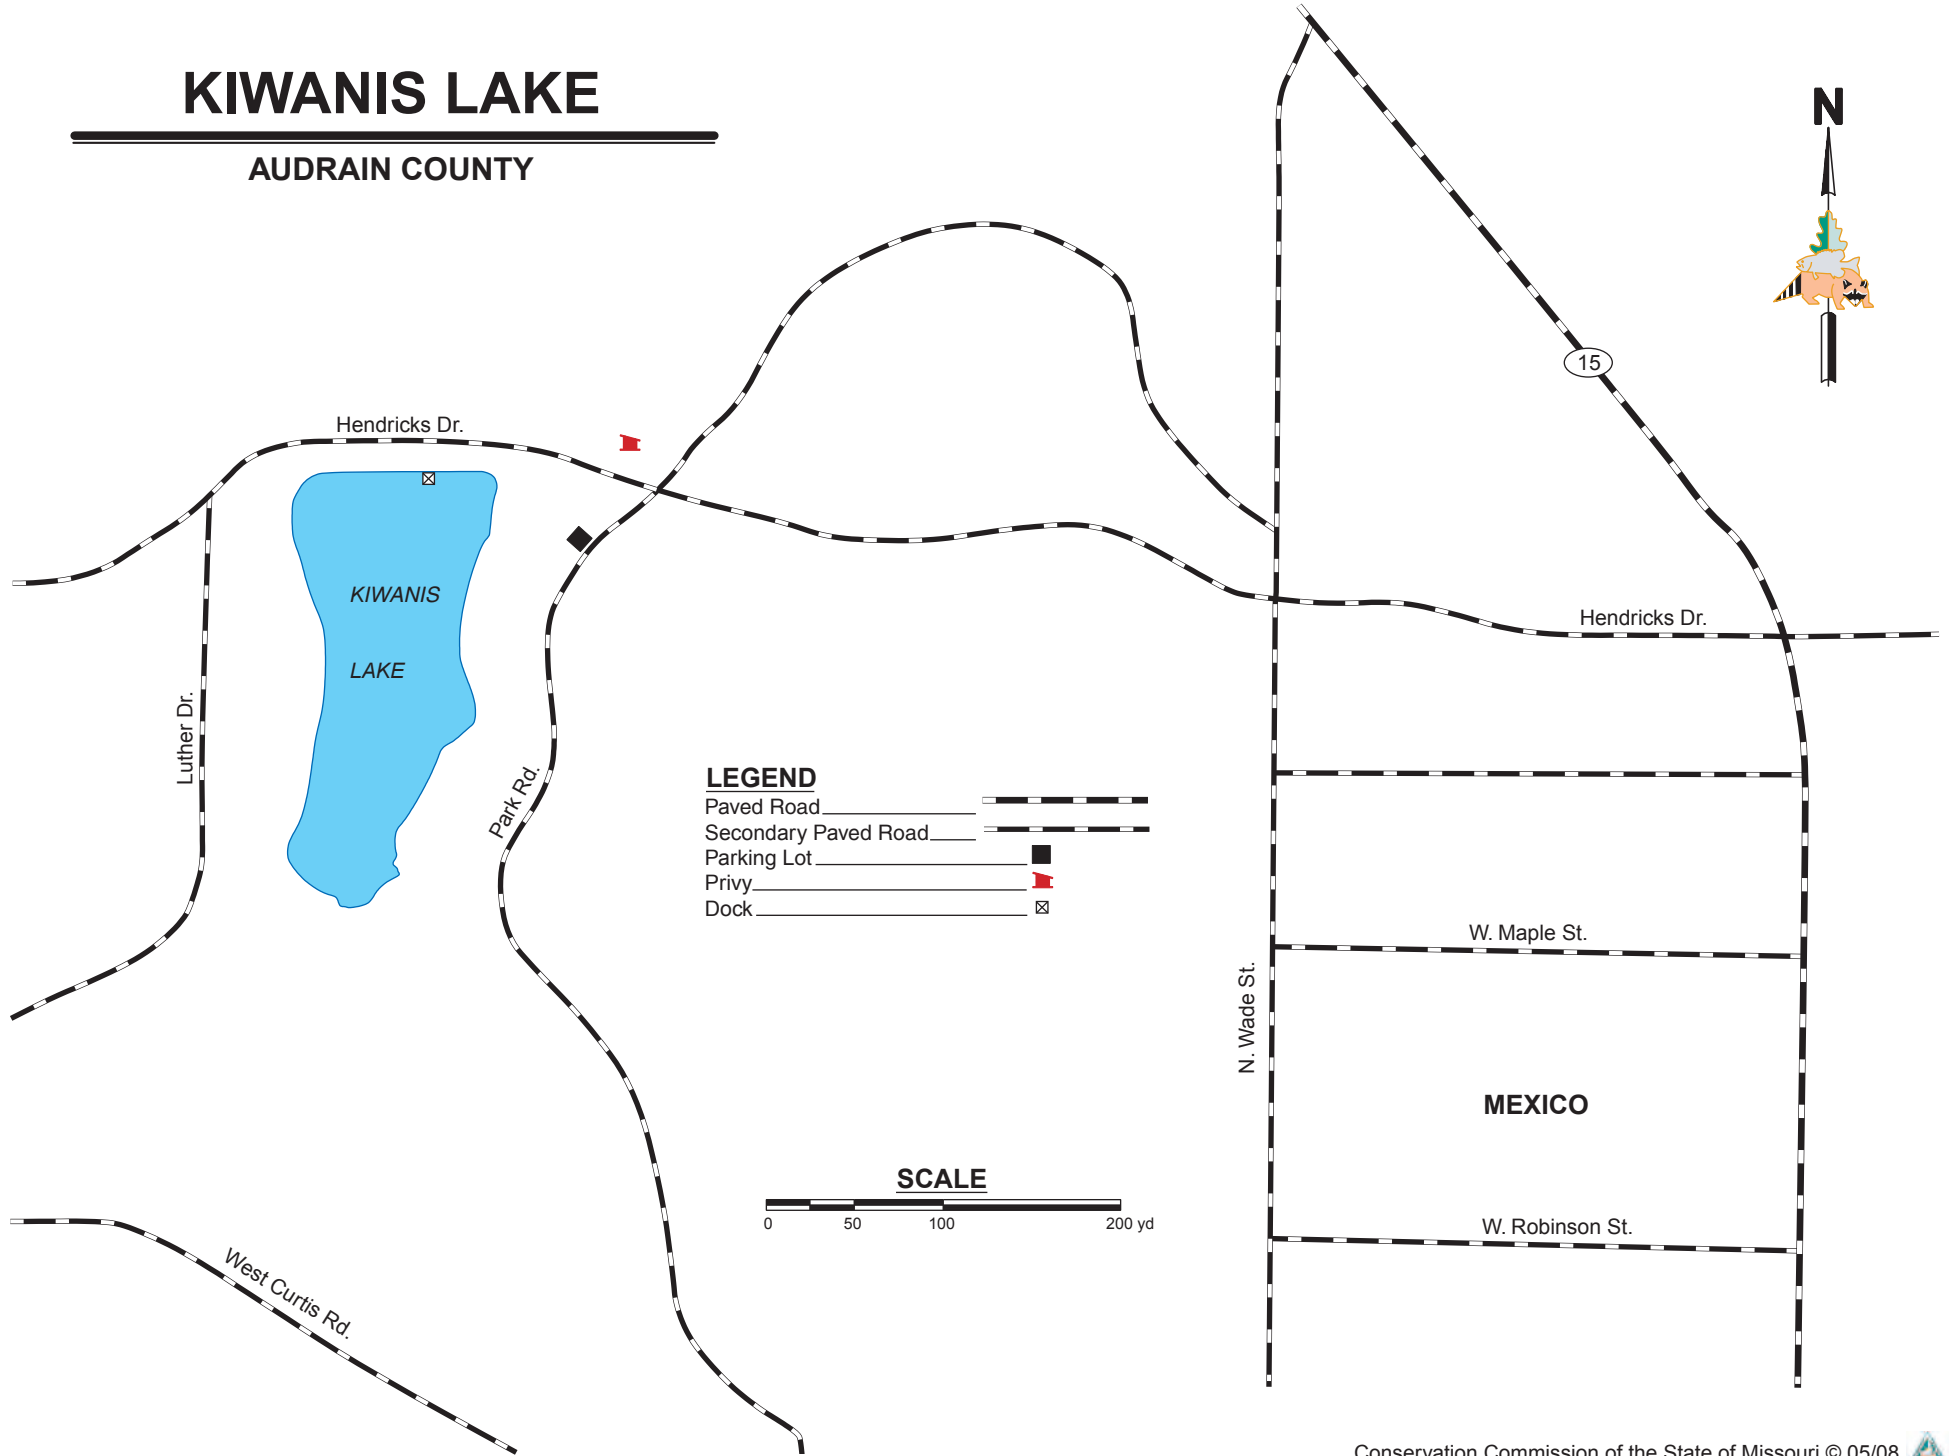 KIWANIS LAKE
AUDRAIN COUNTY
N
15
Hendricks Dr.
KIWANIS
LAKE
Hendricks Dr.
Luther Dr.
Park Rd.
LEGEND
Paved Road
Secondary Paved Road
Parking Lot
Privy
Dock
W. Maple St.
N. Wade St.
MEXICO
SCALE
0 50 100 200 yd
W. Robinson St.
West Curtis Rd.
Conservation Commission of the State of Missouri © 05/08